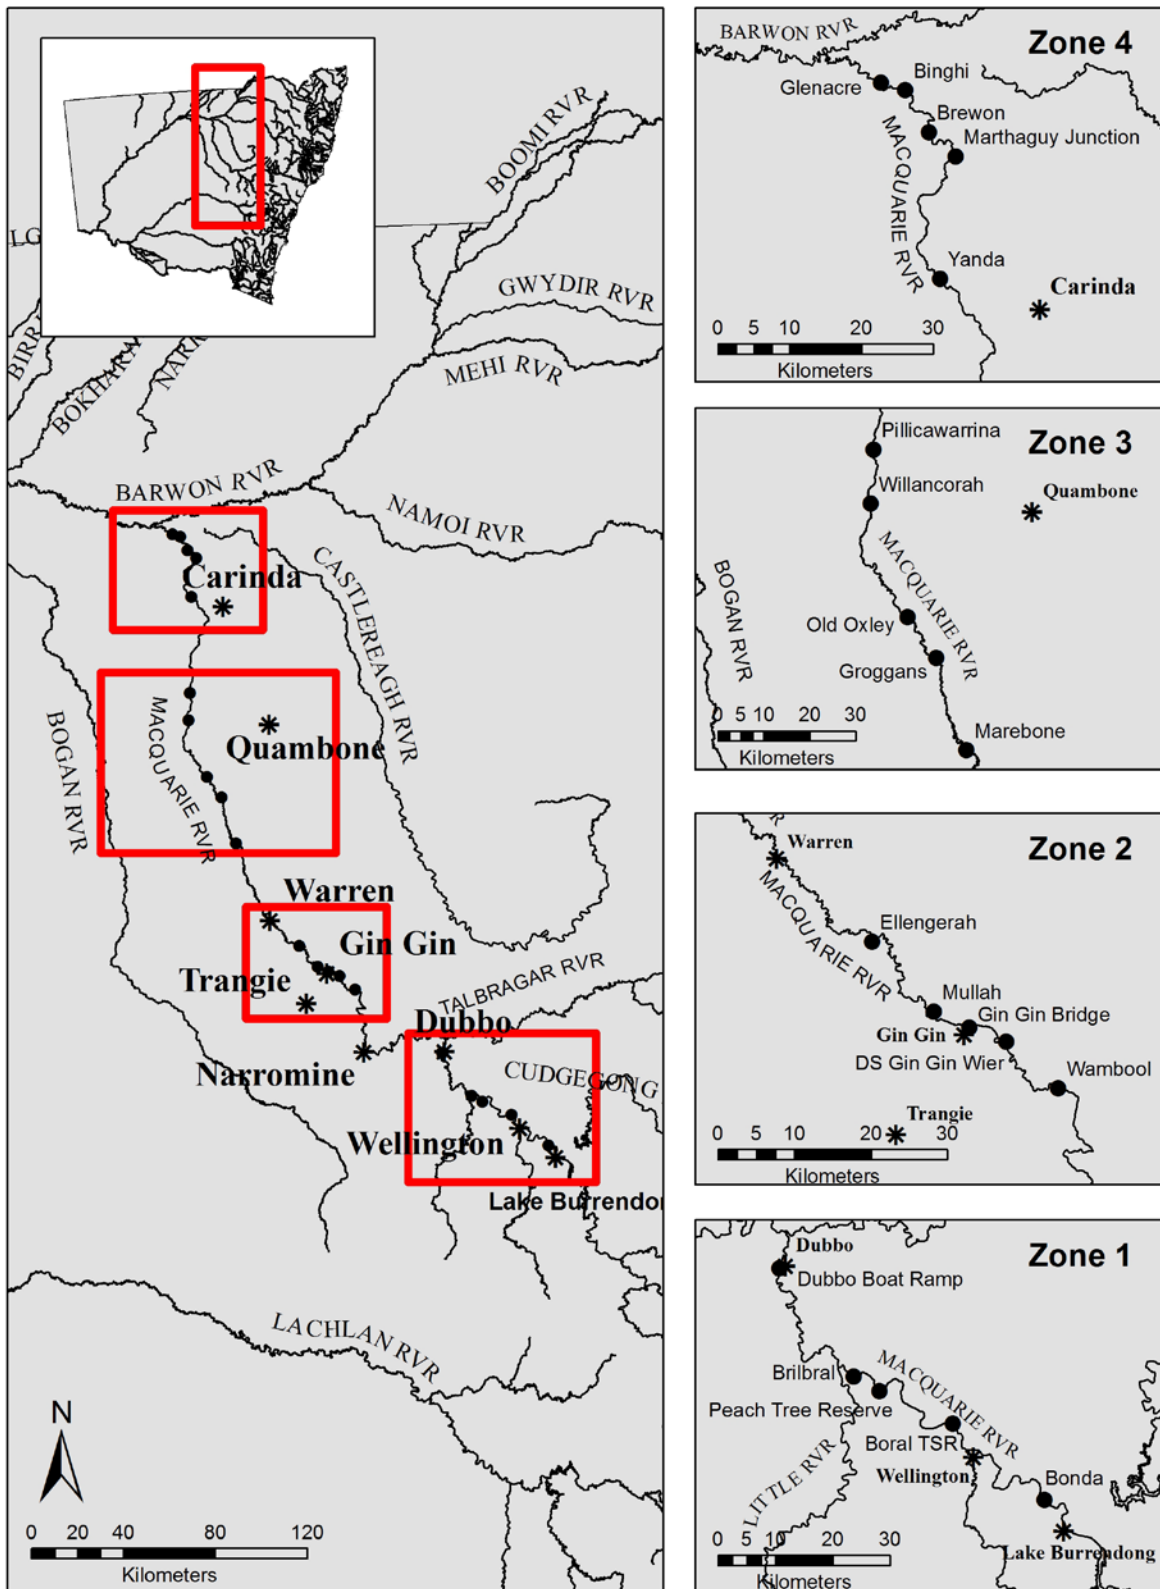 BOOMI RVR
LG
GWYDIR RVR
MEHI RVR
BIRR
BOKHARA
NARR
BARWON RVR
NAMOI RVR
Carinda
CASTLEREAGH RVR
BOGAN RVR
MACQUARIE RVR
Quambone
Warren
Gin Gin
Trangie
TALBRAGAR RVR
Dubbo
Narromine
CUDGEGONG
Wellington
Lake Burrendon
LACHLAN RVR
N
0 20 40 80 120
Kilometers
BARWON RVR
Zone 4
Glenacre
Binghi
Brewon
Marthaguy Junction
MACQUARIE RVR
Yanda
Carinda
0 5 10 20 30
Kilometers
Pillicawarrina
Zone 3
Willancorah
Quambone
MACQUARIE RVR
BOGAN RVR
Old Oxley
Groggans
0 5 10 20 30
Marebone
Kilometers
R
Warren
Zone 2
MACQUARIE RVR
Ellengerah
Mullah
Gin Gin Bridge
Gin Gin
DS Gin Gin Wier
Wambool
Trangie
0 5 10 20 30
Kilometers
Dubbo
Zone 1
Dubbo Boat Ramp
Brilbral
MACQUARIE RVR
Peach Tree Reserve
Boral TSR
Wellington
LITTLE RVR
Bonda
Lake Burrendong
0 5 10 20 30
Kilometers